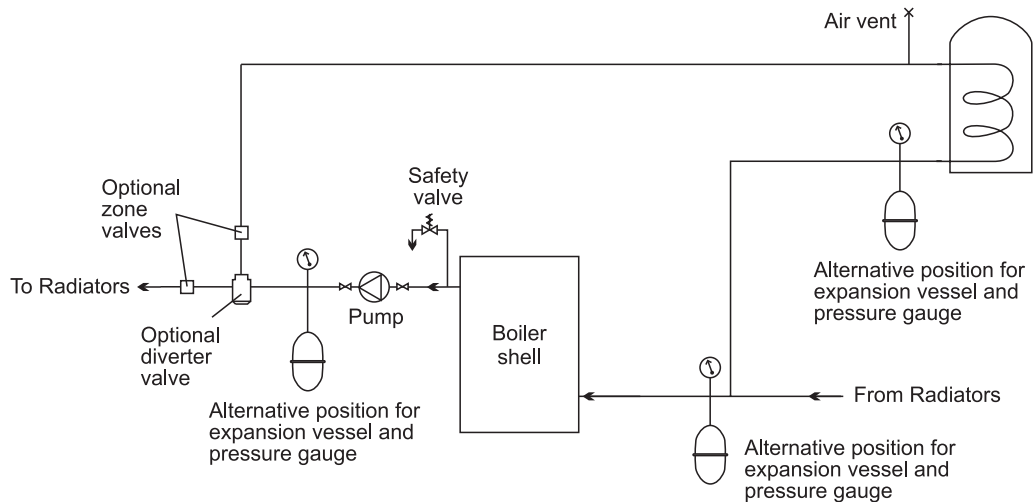 Air vent
Safety
valve
Optional
zone
valves
To Radiators
Pump
Optional
diverter
valve
Boiler
shell
Alternative position for
expansion vessel and
pressure gauge
From Radiators
Alternative position for
expansion vessel and
pressure gauge
Alternative position for
expansion vessel and
pressure gauge